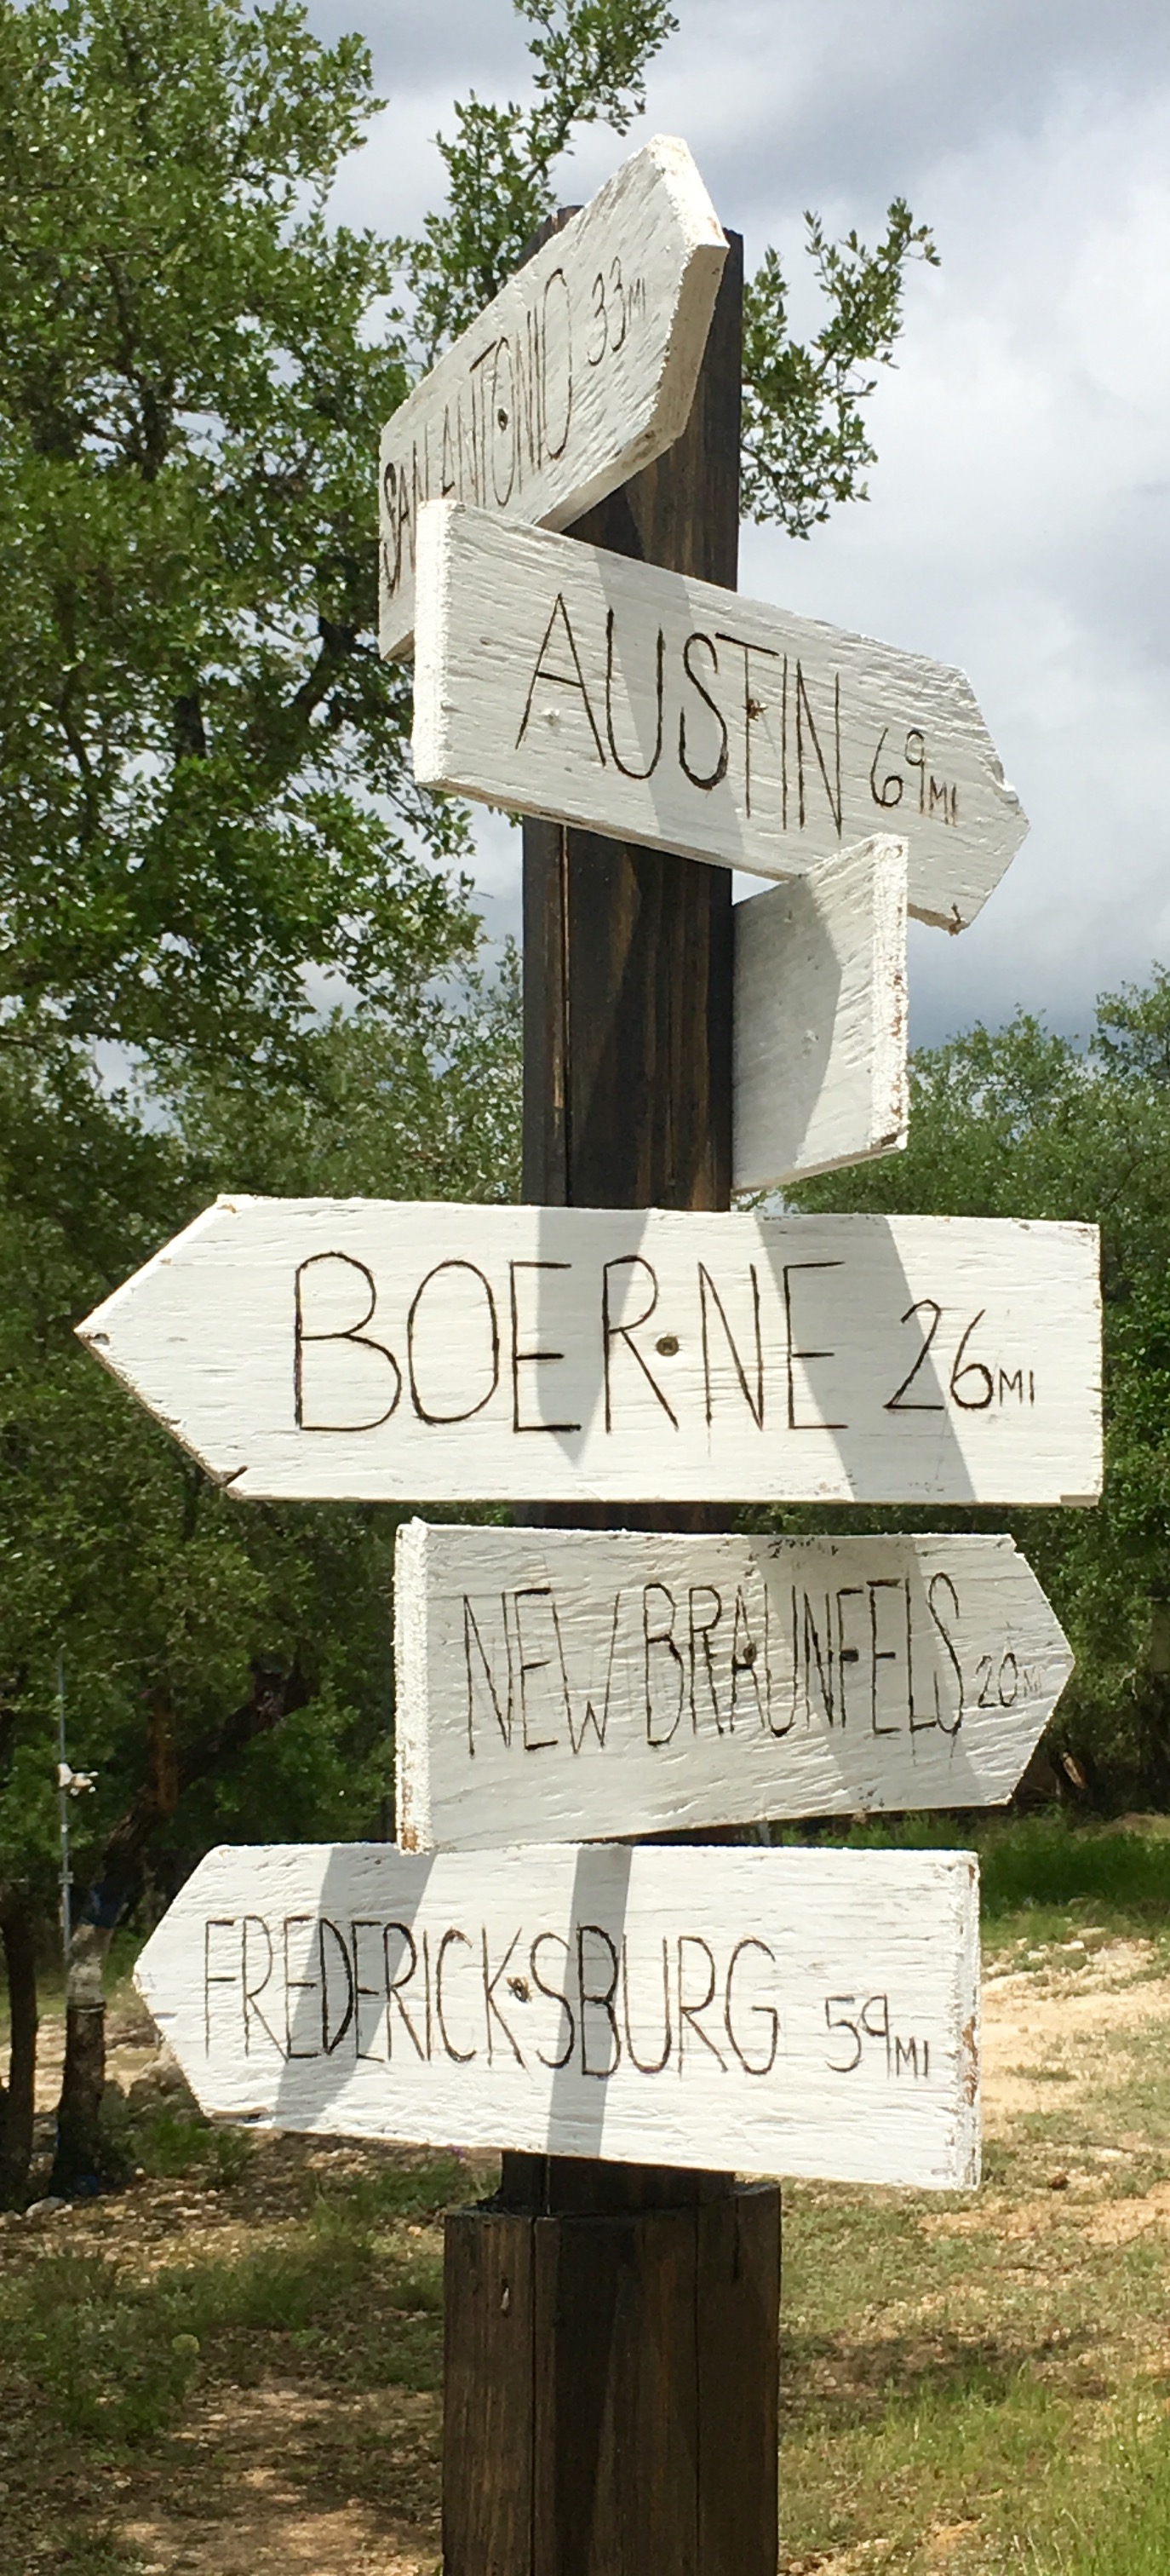 SAN ANTONIO 33MI
AUSTIN 69MI
BOERNE 26MI
NEW BRAUNFELS 20MI
FREDERICKSBURG 59MI